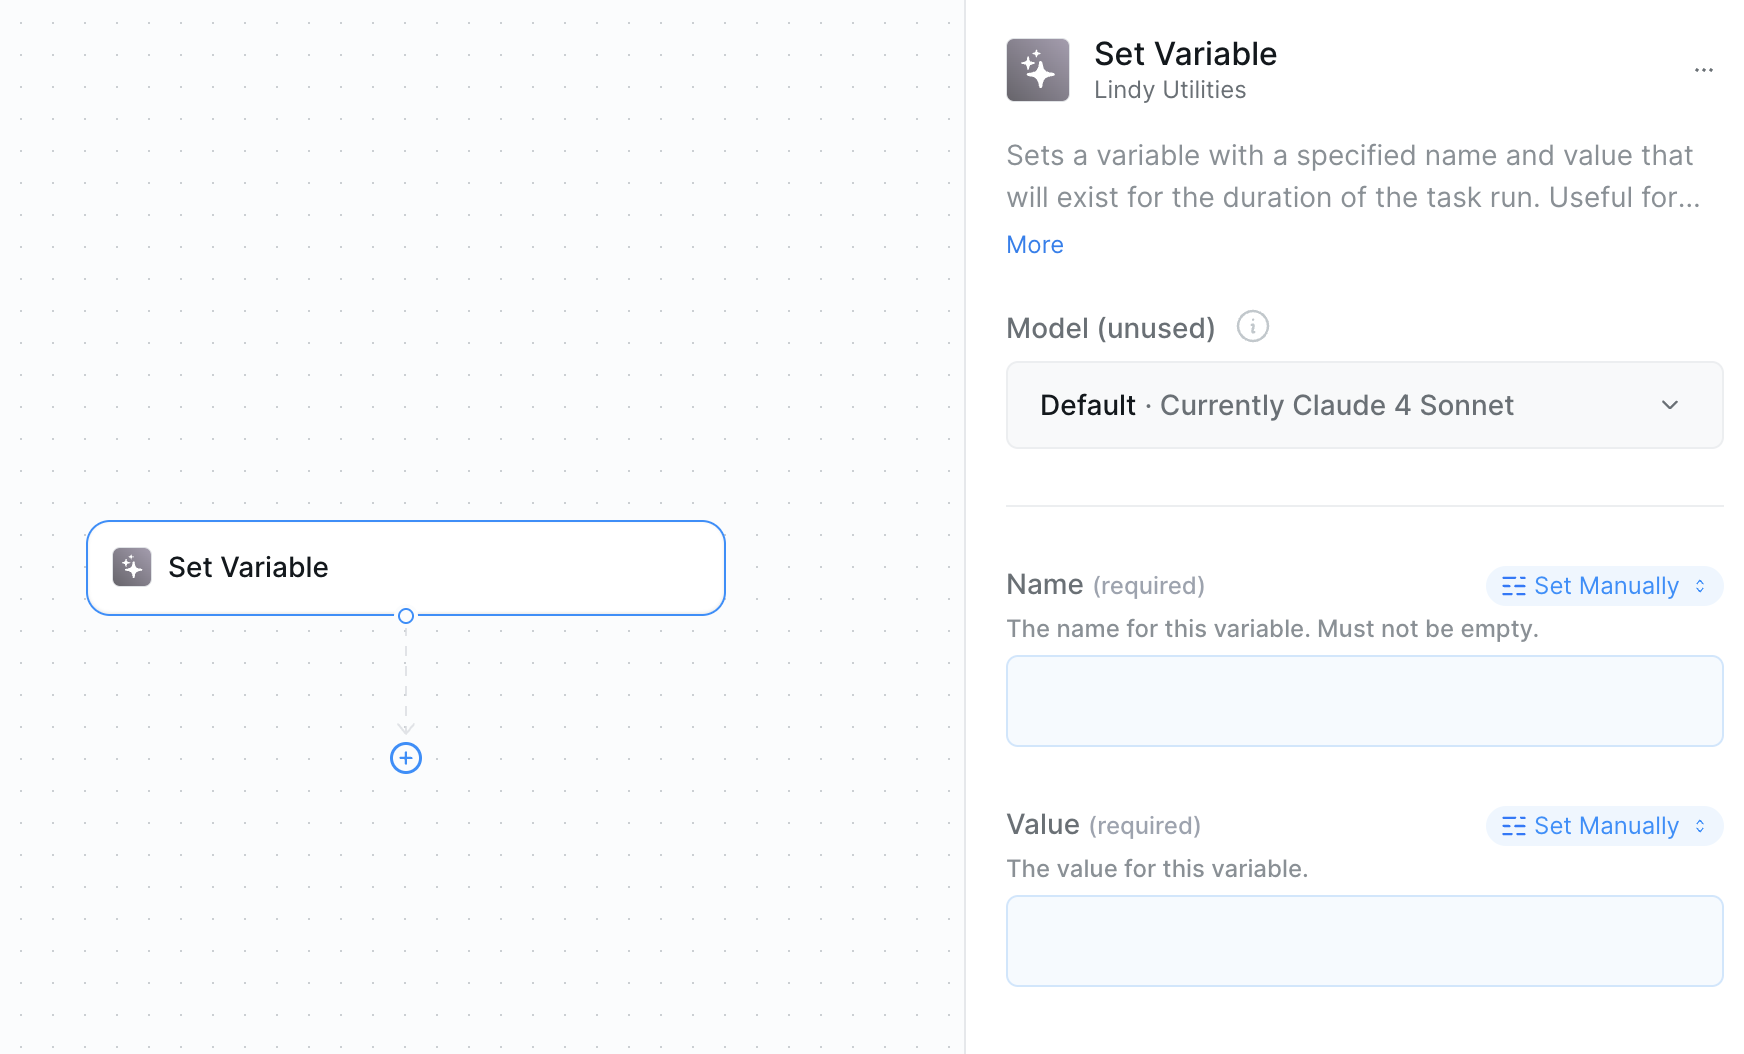 Set Variable
Set Variable
Lindy Utilities
...
Sets a variable with a specified name and value that
will exist for the duration of the task run. Useful for...
More
Model (unused)
Default · Currently Claude 4 Sonnet
Name (required)
Set Manually
The name for this variable. Must not be empty.
Value (required)
Set Manually
The value for this variable.